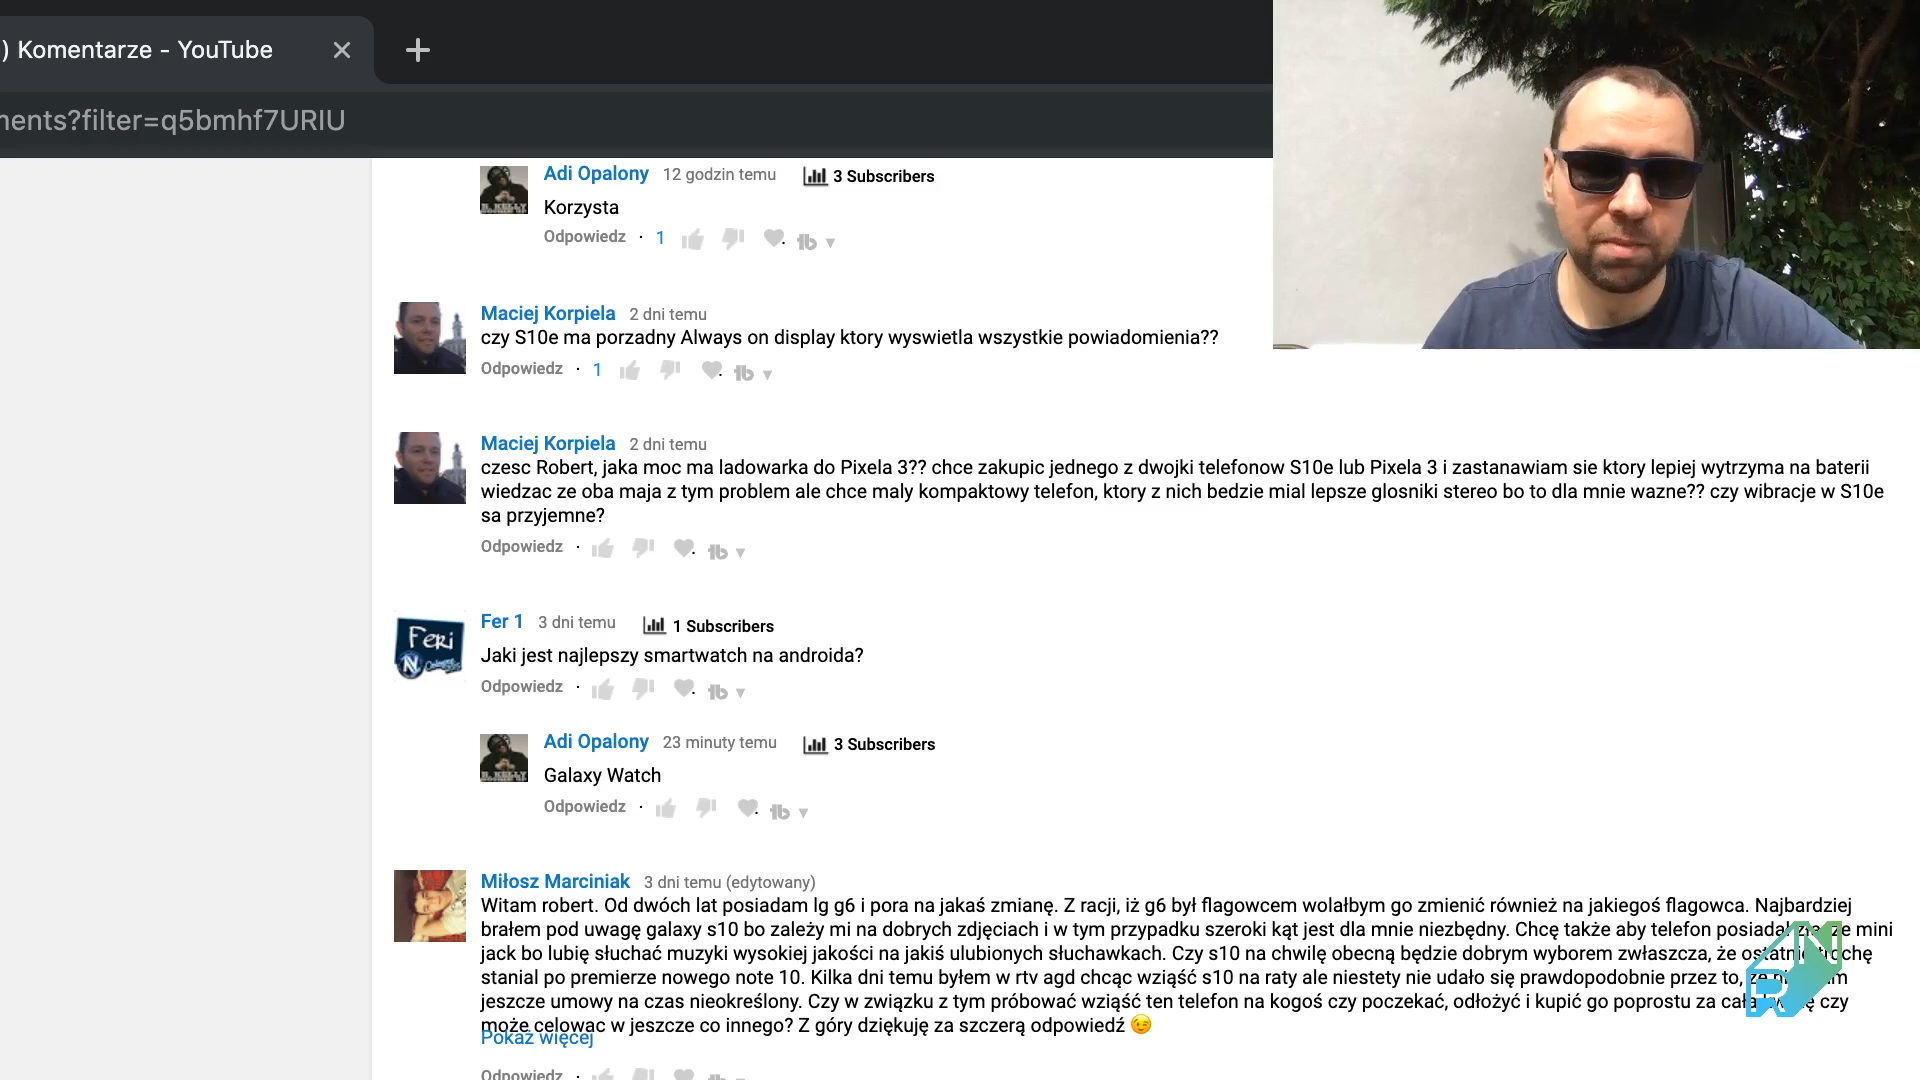 ) Komentarze - YouTube
nents?filter=q5bmhf7URIU
Adi Opalony 12 godzin temu 3 Subscribers
Korzysta
Odpowiedz · 1
Maciej Korpiela 2 dni temu
czy S10e ma porzadny Always on display ktory wyswietla wszystkie powiadomienia??
Odpowiedz · 1
Maciej Korpiela 2 dni temu
czesc Robert, jaka moc ma ladowarka do Pixela 3?? chce zakupic jednego z dwojki telefonow S10e lub Pixela 3 i zastanawiam sie ktory lepiej wytrzyma na baterii
wiedzac ze oba maja z tym problem ale chce maly kompaktowy telefon, ktory z nich bedzie mial lepsze glosniki stereo bo to dla mnie wazne?? czy wibracje w S10e
sa przyjemne?
Odpowiedz ·
Fer 1 3 dni temu 1 Subscribers
Jaki jest najlepszy smartwatch na androida?
Odpowiedz ·
Adi Opalony 23 minuty temu 3 Subscribers
Galaxy Watch
Odpowiedz ·
Miłosz Marciniak 3 dni temu (edytowany)
Witam robert. Od dwóch lat posiadam lg g6 i pora na jakaś zmianę. Z racji, iż g6 był flagowcem wolałbym go zmienić również na jakiegoś flagowca. Najbardziej
brałem pod uwagę galaxy s10 bo zależy mi na dobrych zdjęciach i w tym przypadku szeroki kąt jest dla mnie niezbędny. Chcę także aby telefon mini
jack bo lubię słuchać muzyki wysokiej jakości na jakiś ulubionych słuchawkach. Czy s10 na chwilę obecną będzie dobrym wyborem zwłaszcza, że
stanial po premierze nowego note 10. Kilka dni temu byłem w rtv agd chcąc wziąść s10 na raty ale niestety nie udało się prawdopodobnie przez to,
jeszcze umowy na czas nieokreślony. Czy w związku z tym próbować wziąść ten telefon na kogoś czy poczekać, odłożyć i kupić go poprostu za czy
może celowac w jeszcze co innego? Z góry dziękuję za szczerą odpowiedź 😉
Pokaż więcej
Odpowiedz ·